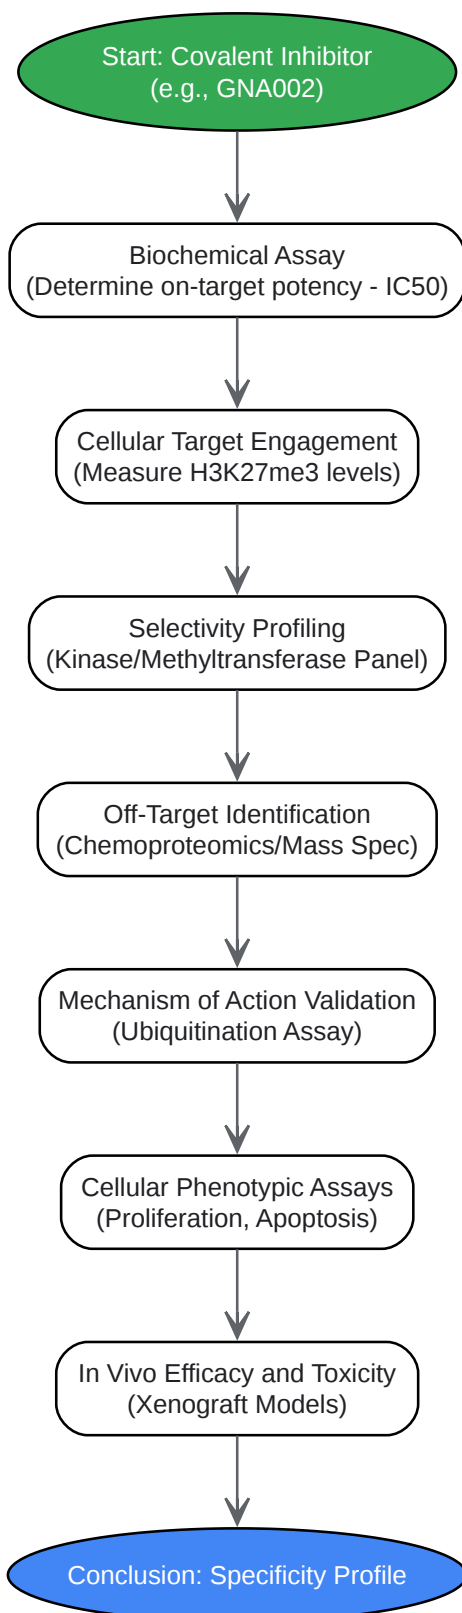 Start: Covalent Inhibitor
(e.g., GNA002)
Biochemical Assay
(Determine on-target potency - IC50)
Cellular Target Engagement
(Measure H3K27me3 levels)
Selectivity Profiling
(Kinase/Methyltransferase Panel)
Off-Target Identification
(Chemoproteomics/Mass Spec)
Mechanism of Action Validation
(Ubiquitination Assay)
Cellular Phenotypic Assays
(Proliferation, Apoptosis)
In Vivo Efficacy and Toxicity
(Xenograft Models)
Conclusion: Specificity Profile